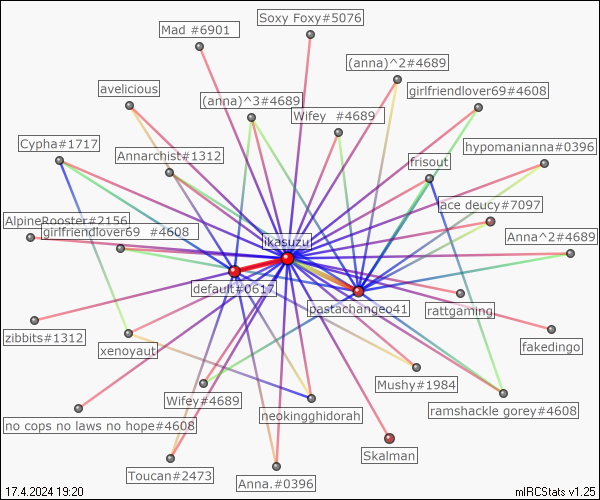 Soxy Foxy#5076
Mad #6901
(anna)^2#4689
avelicious
girlfriendlover69#4608
(anna)^3#4689
Wifey #4689
Cypha#1717
hypomanianna#0396
Annarchist#1312
frisout
ace deucy#7097
AlpineRooster#2156
girlfriendlover69 #4608
Anna^2#4689
ikasuzu
default#0617
pastachangeo41
rattgaming
zibbits#1312
fakedingo
xenoyaut
Mushy#1984
Wifey#4689
neokingghidorah
ramshackle gorey#4608
no cops no laws no hope#4608
Skalman
Toucan#2473
Anna.#0396
17.4.2024 19:20
mIRCStats v1.25